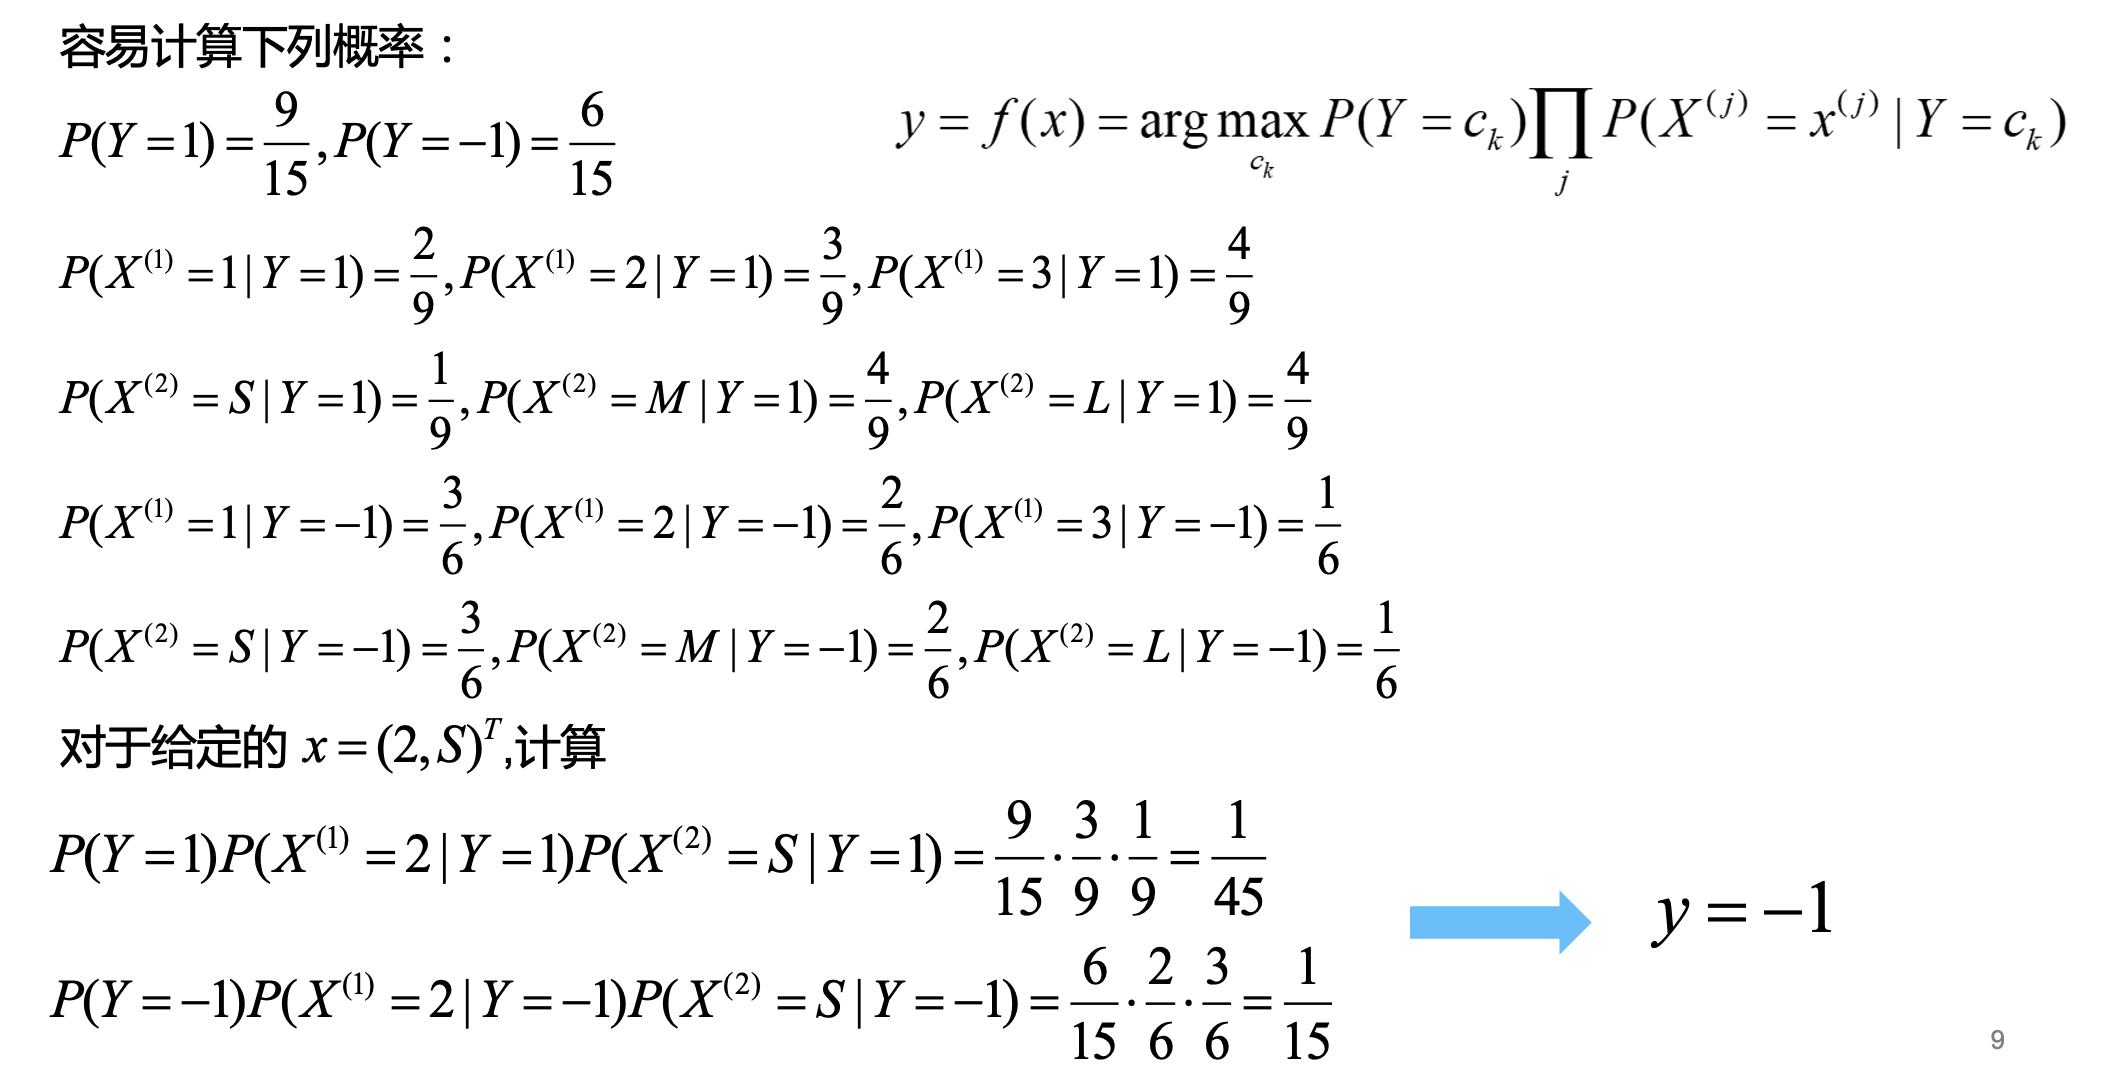 容易计算下列概率：
P(Y=1)=9/15,P(Y=−1)=6/15
y = f(x) = arg max_{c_k} P(Y = c_k)∏_j P(X^{(j)} = x^{(j)} | Y = c_k)
P(X^{(1)}=1|Y=1)=2/9,P(X^{(1)}=2|Y=1)=3/9,P(X^{(1)}=3|Y=1)=4/9
P(X^{(2)}=S|Y=1)=1/9,P(X^{(2)}=M|Y=1)=4/9,P(X^{(2)}=L|Y=1)=4/9
P(X^{(1)}=1|Y=−1)=3/6,P(X^{(1)}=2|Y=−1)=2/6,P(X^{(1)}=3|Y=−1)=1/6
P(X^{(2)}=S|Y=−1)=3/6,P(X^{(2)}=M|Y=−1)=2/6,P(X^{(2)}=L|Y=−1)=1/6
对于给定的 x=(2,S)^T,计算
P(Y=1)P(X^{(1)}=2|Y=1)P(X^{(2)}=S|Y=1)=9/15·3/9·1/9=1/45
y=−1
P(Y=−1)P(X^{(1)}=2|Y=−1)P(X^{(2)}=S|Y=−1)=6/15·2/6·3/6=1/15
9